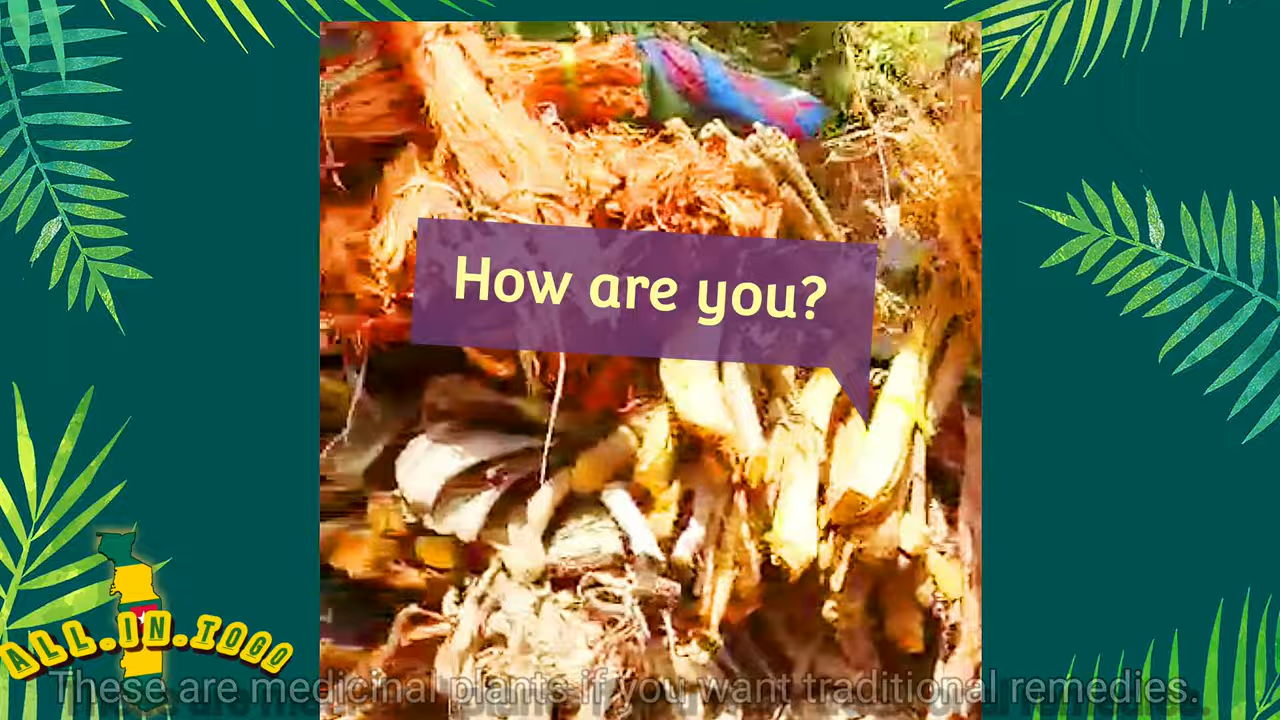 How are you?
ALL.IN.TOGO
These are medicinal plants if you want traditional remedies.